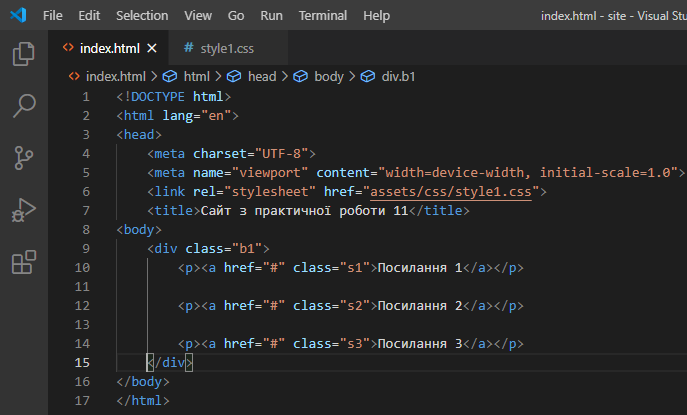 File Edit Selection View Go Run Terminal Help index.html - site - Visual Stu
index.html style1.css
index.html > html > head > body > div.b1
1 <!DOCTYPE html>
2 <html lang="en">
3 <head>
4 <meta charset="UTF-8">
5 <meta name="viewport" content="width=device-width, initial-scale=1.0">
6 <link rel="stylesheet" href="assets/css/style1.css">
7 <title>Сайт з практичної роботи 11</title>
8 <body>
9 <div class="b1">
10 <p><a href="#" class="s1">Посилання 1</a></p>
11
12 <p><a href="#" class="s2">Посилання 2</a></p>
13
14 <p><a href="#" class="s3">Посилання 3</a></p>
15 </div>
16 </body>
17 </html>